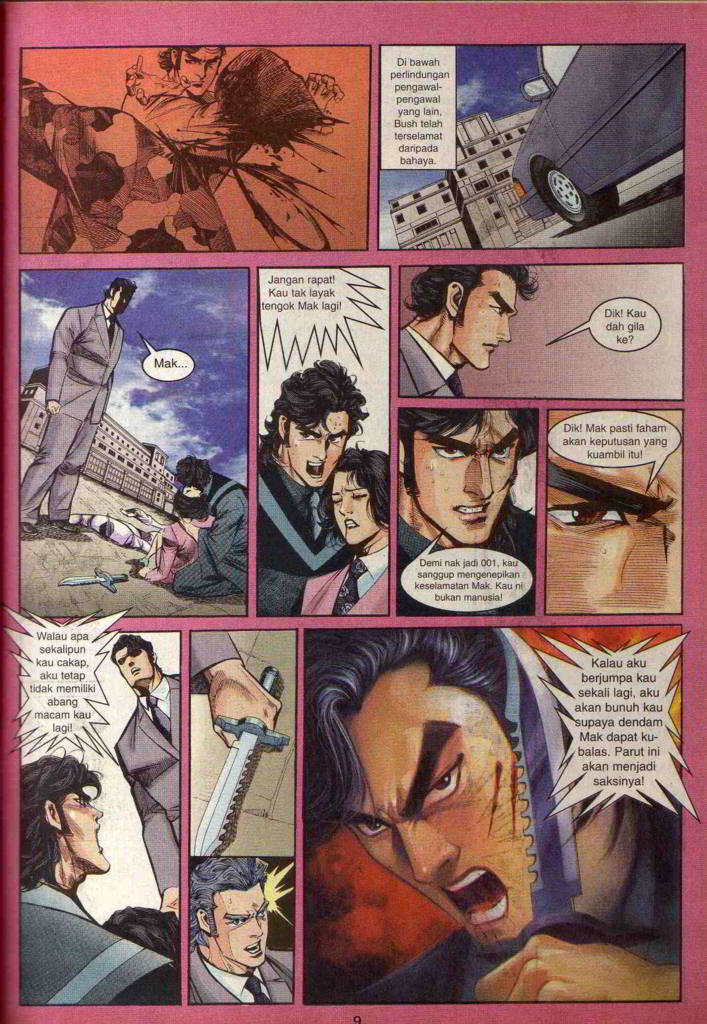 Di bawah
perlindungan
pengawal-
pengawal
yang lain,
Bush telah
terselamat
daripada
bahaya.
Mak...
Jangan rapat!
Kau tak layak
tengok Mak lagi!
Dik! Kau
dah gila
ke?
Demi nak jadi 001, kau
sanggup mengenepikan
keselamatan Mak. Kau ni
bukan manusia!
Dik! Mak pasti faham
akan keputusan yang
kuambil itu!
Walau apa
sekalipun
kau cakap,
aku tetap
tidak memiliki
abang
macam kau
lagi!
Kalau aku
berjumpa kau
sekali lagi, aku
akan bunuh kau
supaya dendam
Mak dapat ku-
balas. Parut ini
akan menjadi
saksinya!
9